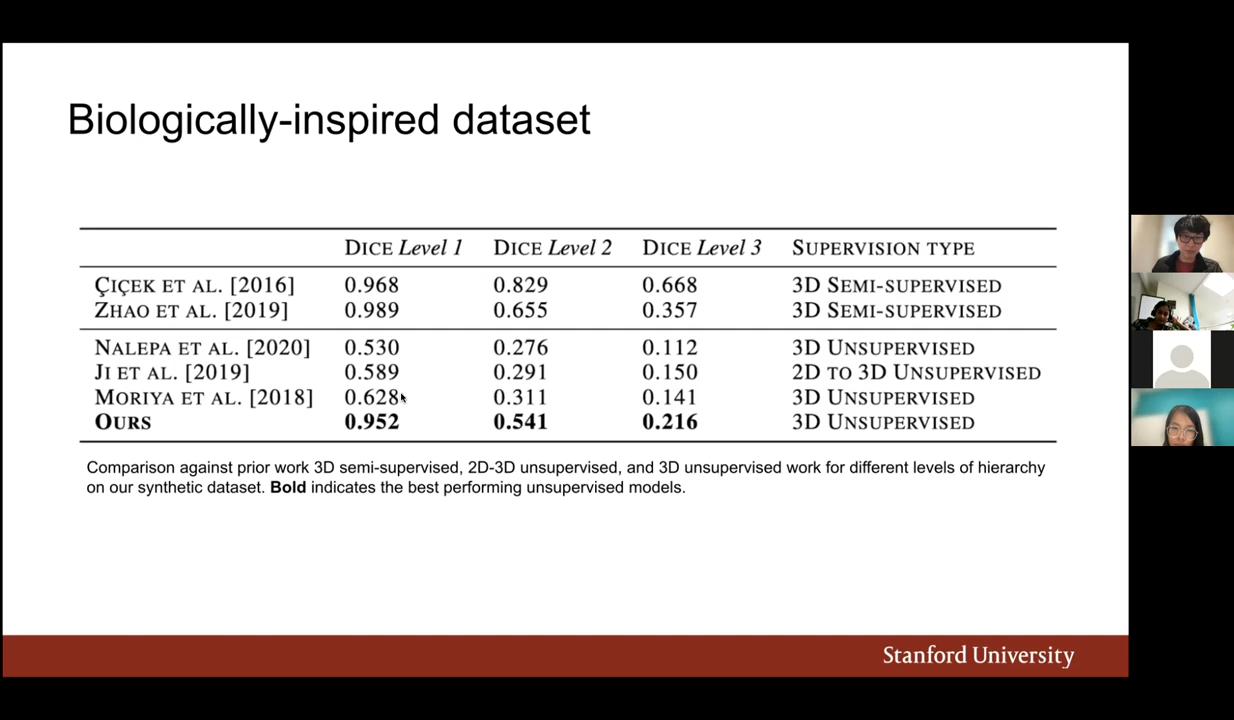 Biologically-inspired dataset
DICE Level 1 DICE Level 2 DICE Level 3 SUPERVISION TYPE
ÇIÇEK ET AL. [2016] 0.968 0.829 0.668 3D SEMI-SUPERVISED
ZHAO ET AL. [2019] 0.989 0.655 0.357 3D SEMI-SUPERVISED
NALEPA ET AL. [2020] 0.530 0.276 0.112 3D UNSUPERVISED
JI ET AL. [2019] 0.589 0.291 0.150 2D TO 3D UNSUPERVISED
MORIYA ET AL. [2018] 0.628 0.311 0.141 3D UNSUPERVISED
OURS 0.952 0.541 0.216 3D UNSUPERVISED
Comparison against prior work 3D semi-supervised, 2D-3D unsupervised, and 3D unsupervised work for different levels of hierarchy
on our synthetic dataset. Bold indicates the best performing unsupervised models.
Stanford University